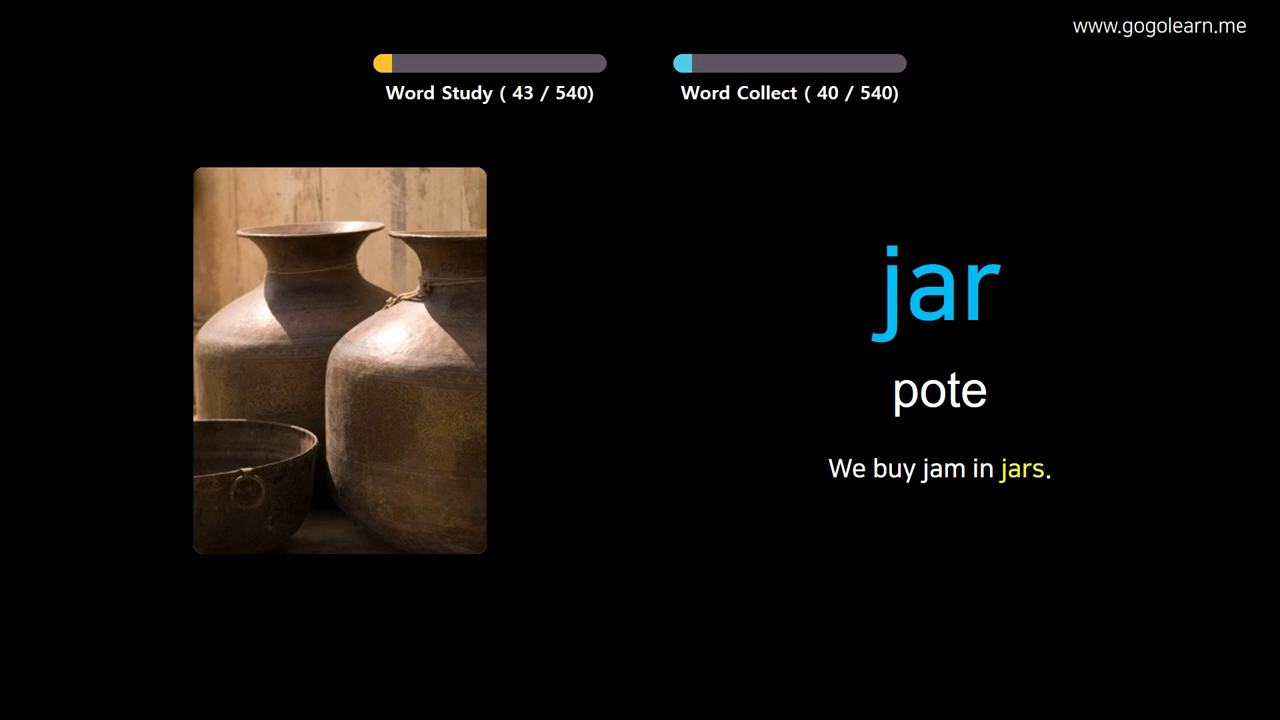 www.gogolearn.me
Word Study ( 43 / 540)
Word Collect ( 40 / 540)
jar
pote
We buy jam in jars.